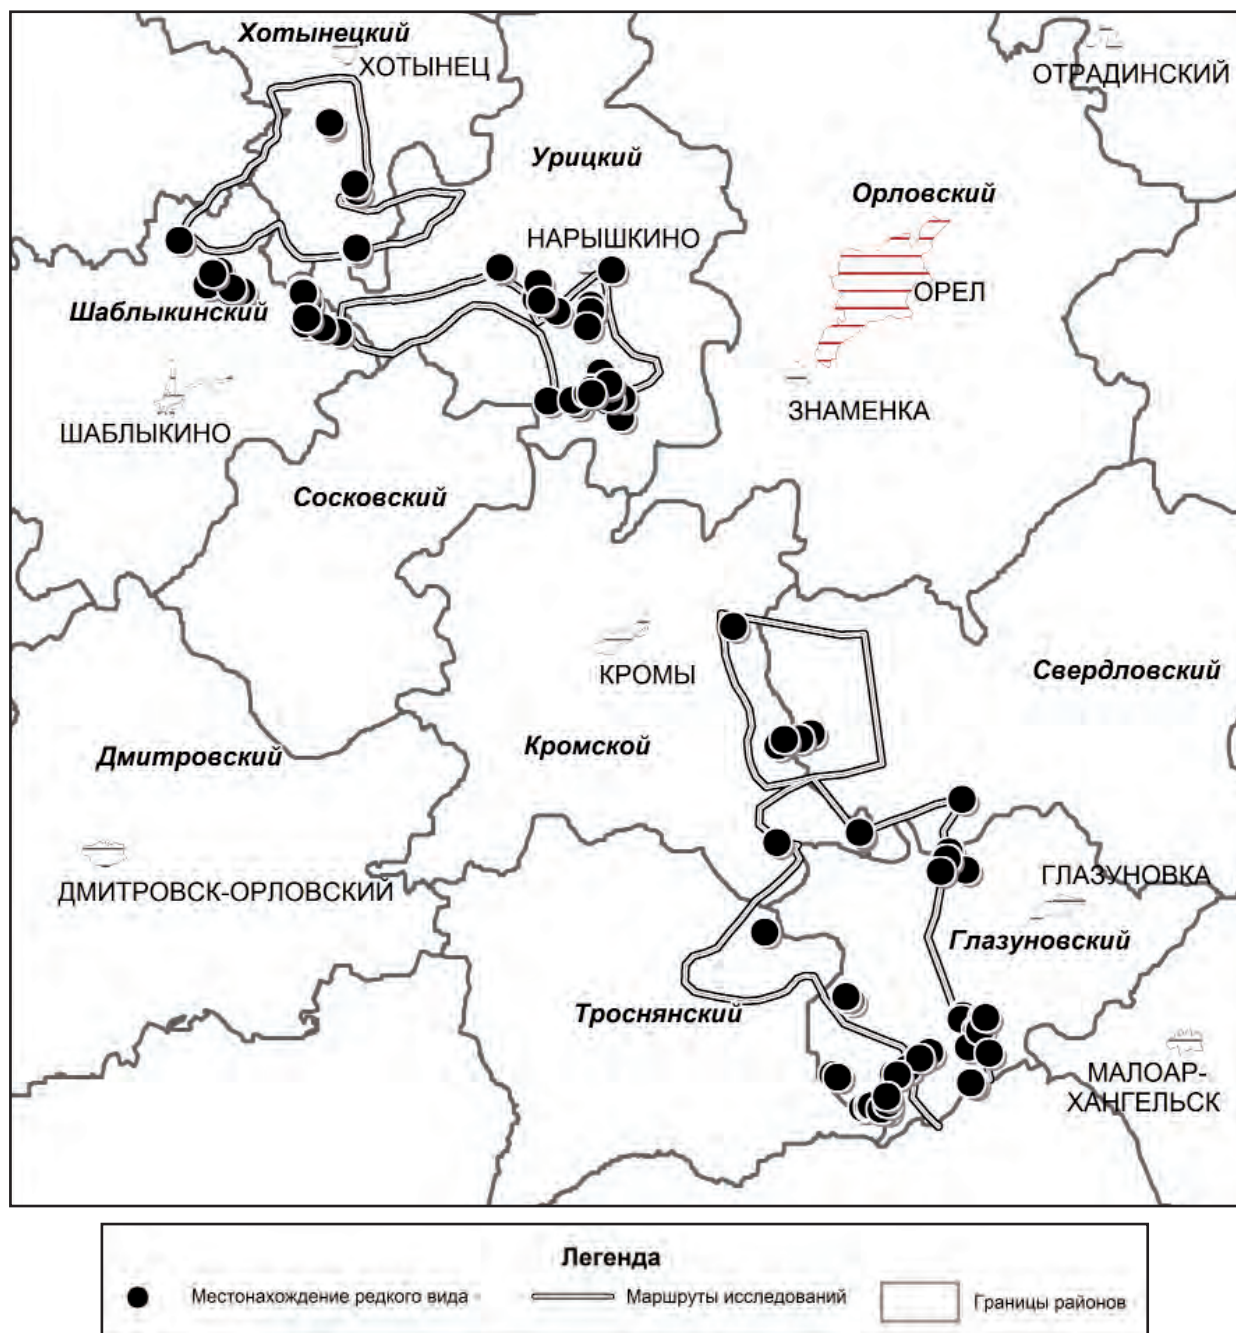 Хотынецкий
ХОТЫНЕЦ
ОТРАДИНСКИЙ
Урицкий
Орловский
НАРЫШКИНО
ОРЕЛ
Шаблыкинский
ЗНАМЕНКА
ШАБЛЫКИНО
Сосковский
КРОМЫ
Свердловский
Кромской
Дмитровский
ГЛАЗУНОВКА
ДМИТРОВСК-ОРЛОВСКИЙ
Глазуновский
Троснянский
МАЛОАР-
ХАНГЕЛЬСК
Легенда
Местонахождение редкого вида
Маршруты исследований
Границы районов